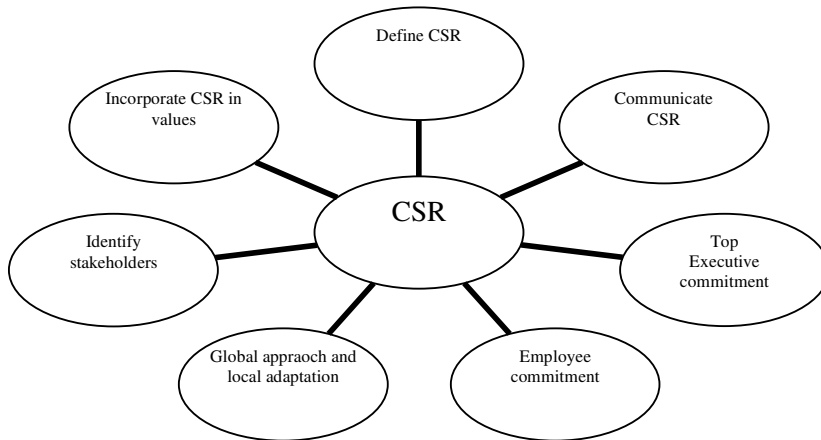 Define CSR
Incorporate CSR in
values
Communicate
CSR
CSR
Identify
stakeholders
Top
Executive
commitment
Global appraoch and
local adaptation
Employee
commitment